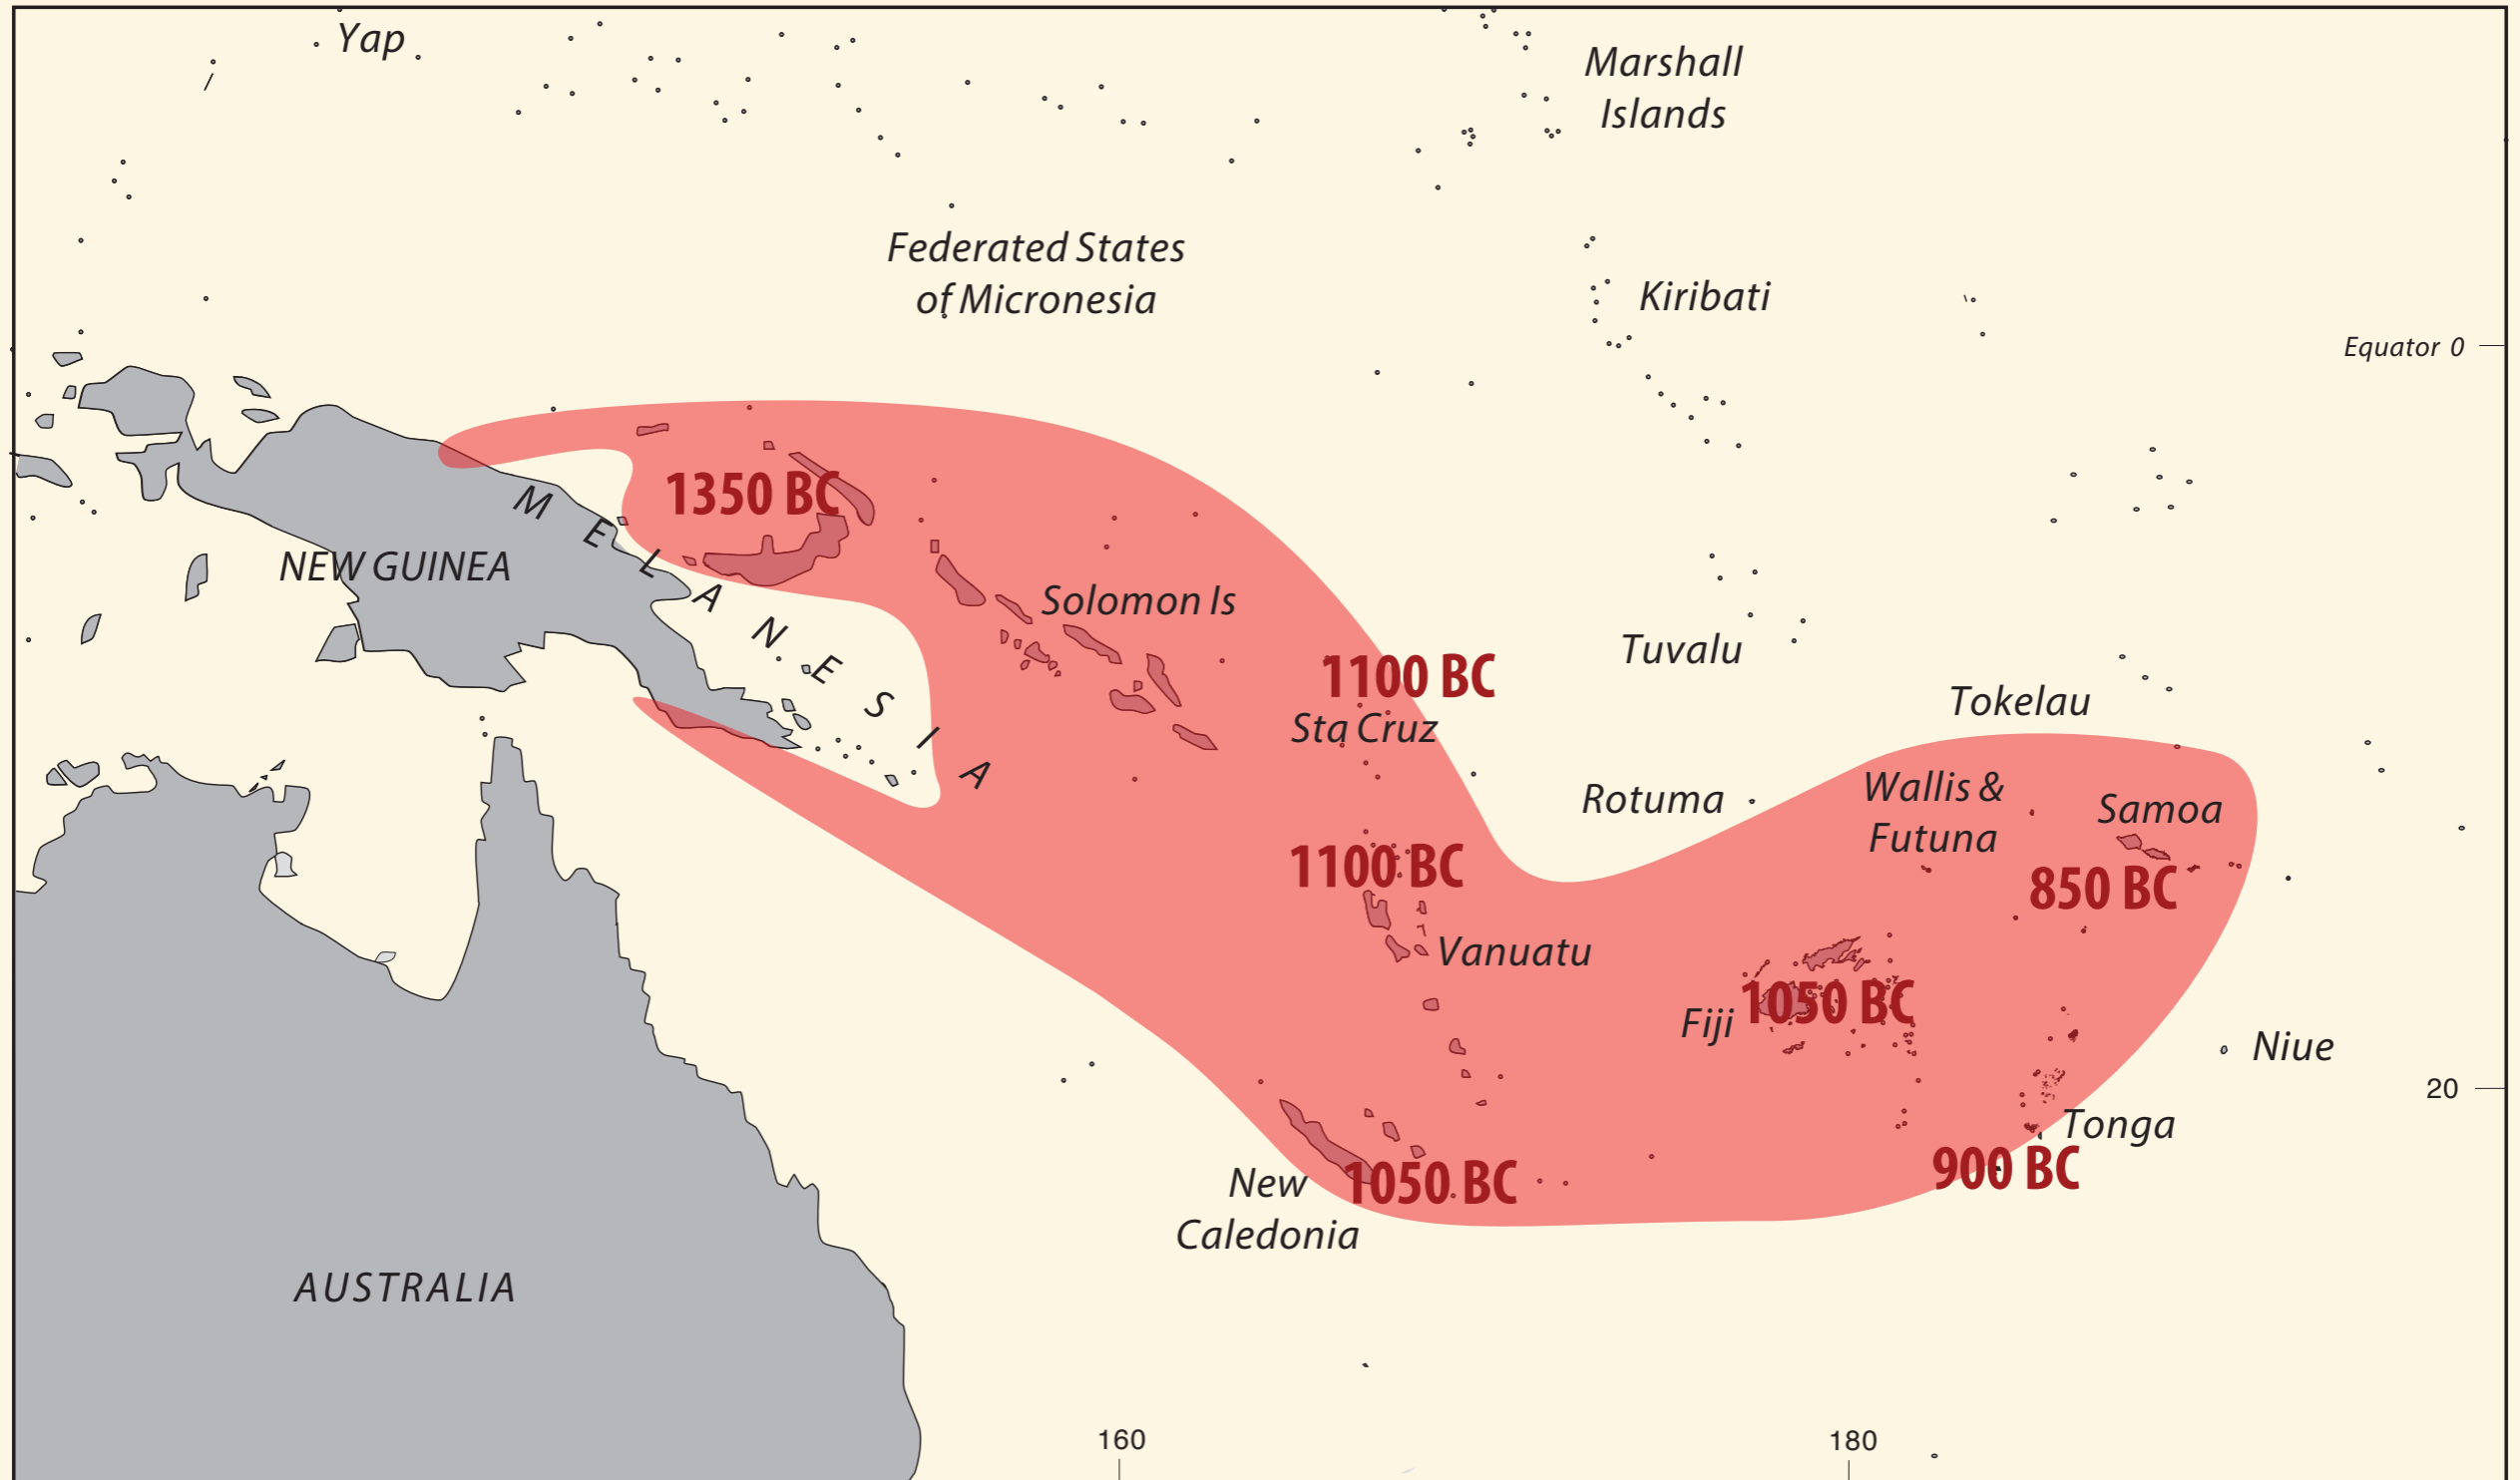 Yap
Marshall
Islands
Federated States
of Micronesia
Kiribati
Equator 0
1350 BC
MELANESIA
NEW GUINEA
Solomon Is
1100 BC
Tuvalu
Sta Cruz
Tokelau
Rotuma
Wallis &
Futuna
Samoa
1100 BC
850 BC
Vanuatu
1050 BC
Fiji
Niue
20
Tonga
900 BC
New
1050 BC
Caledonia
AUSTRALIA
160
180